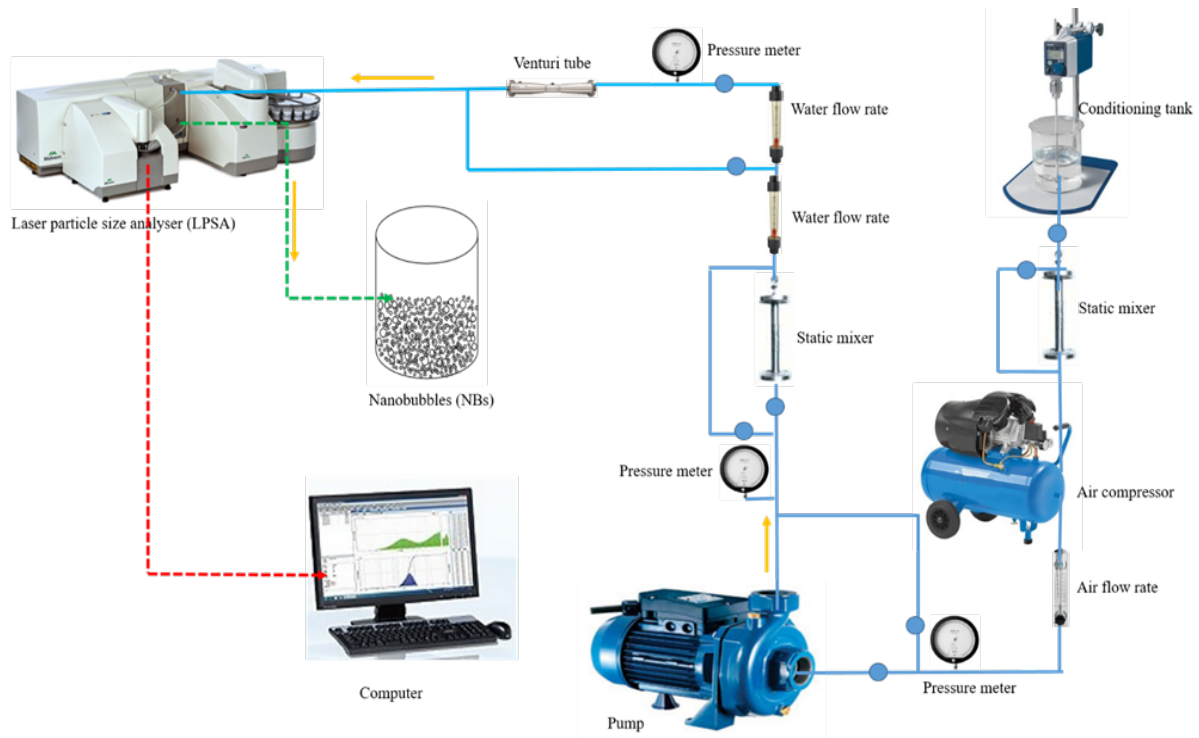 Pressure meter
Venturi tube
Water flow rate
Conditioning tank
Laser particle size analyser (LPSA)
Water flow rate
Static mixer
Static mixer
Nanobubbles (NBs)
Pressure meter
Air compressor
Air flow rate
Computer
Pump
Pressure meter